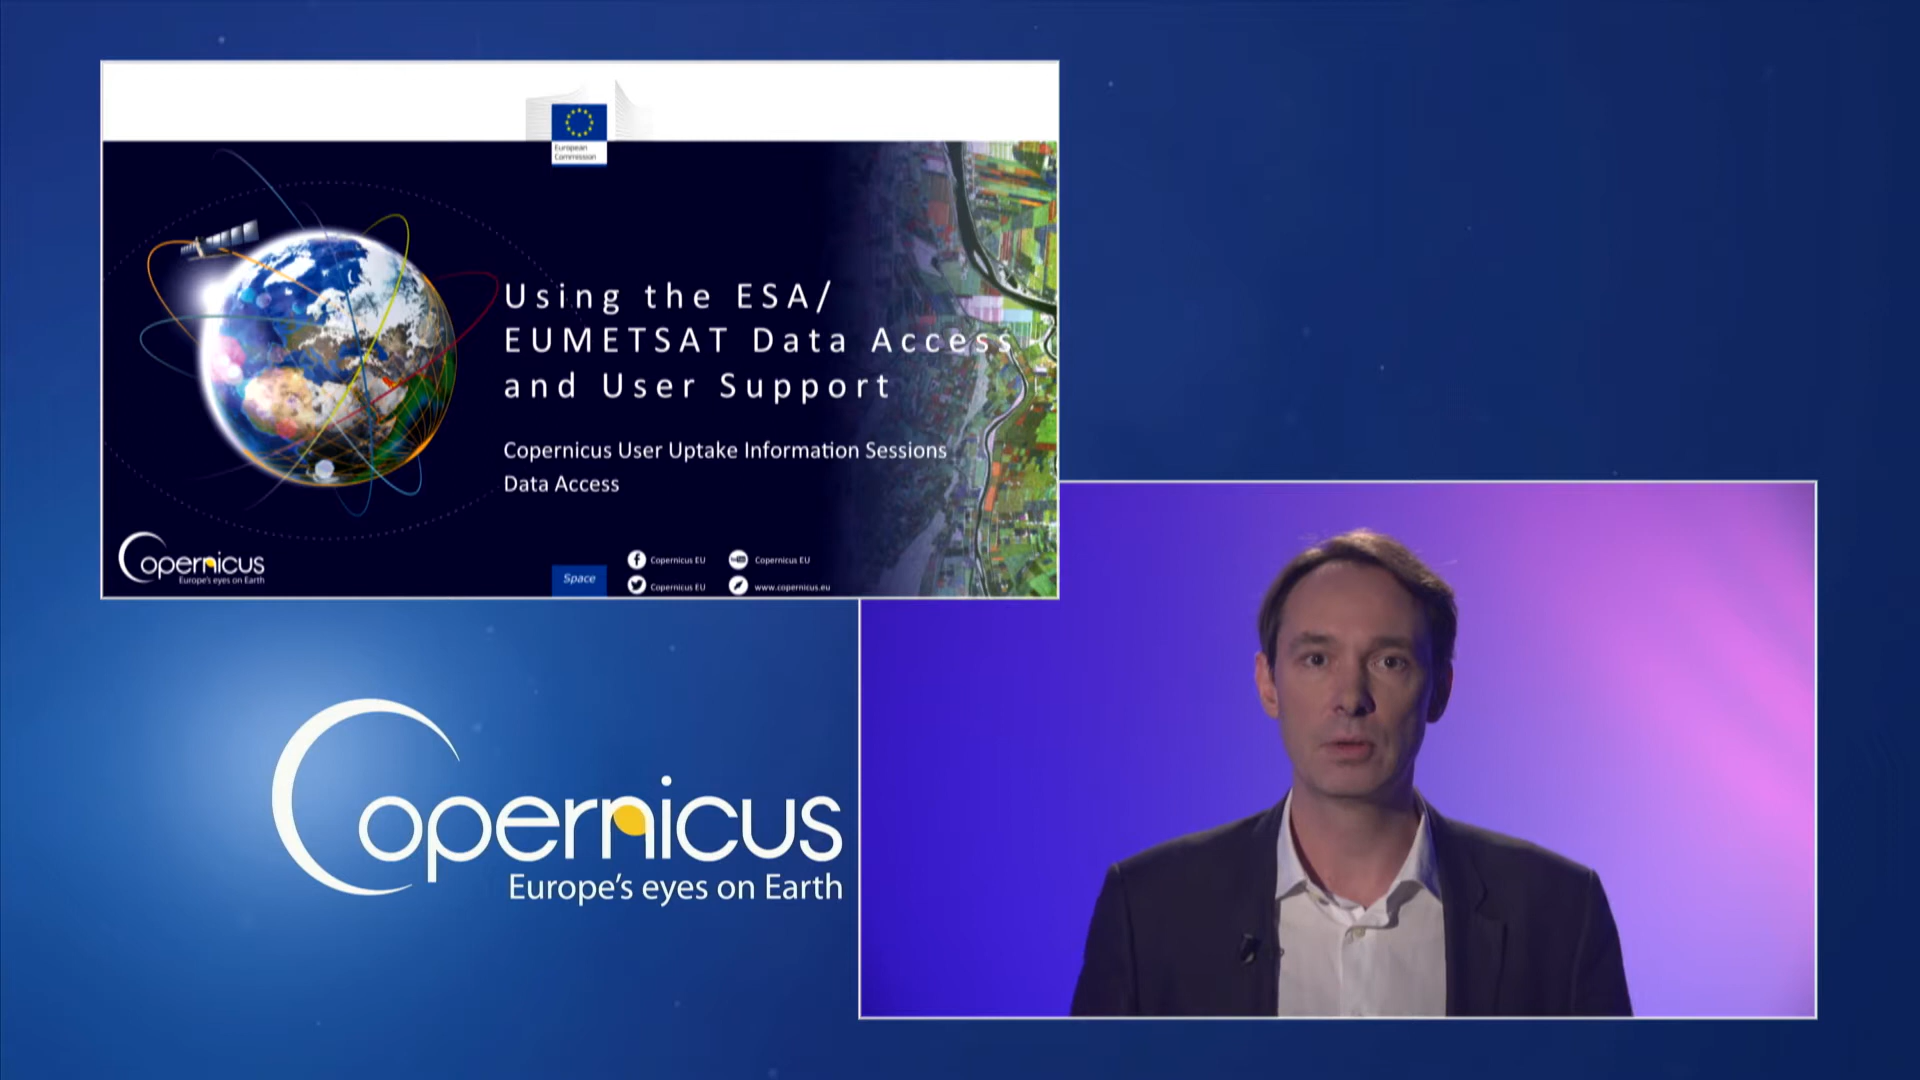 European
Commission
Using the ESA/
EUMETSAT Data Access
and User Support
Copernicus User Uptake Information Sessions
Data Access
Copernicus
Europe's eyes on Earth
Space
Copernicus EU
Copernicus EU
Copernicus EU
www.copernicus.eu
Copernicus
Europe's eyes on Earth